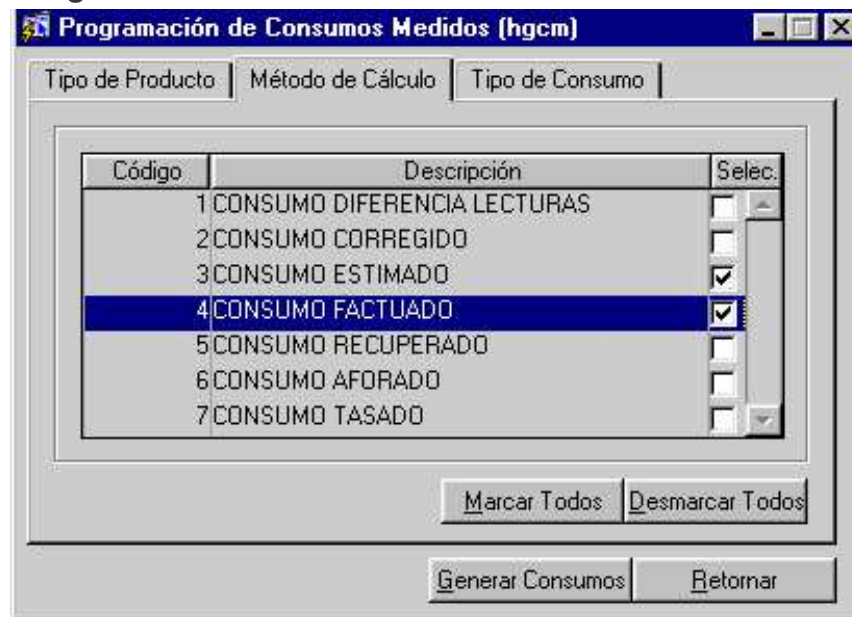 Programación de Consumos Medidos (hgcm)
Tipo de Producto Método de Cálculo Tipo de Consumo
Código Descripción Selec.
1 CONSUMO DIFERENCIA LECTURAS
2 CONSUMO CORREGIDO
3 CONSUMO ESTIMADO
4 CONSUMO FACTUADO
5 CONSUMO RECUPERADO
6 CONSUMO AFORADO
7 CONSUMO TASADO
Marcar Todos Desmarcar Todos
Generar Consumos Retornar